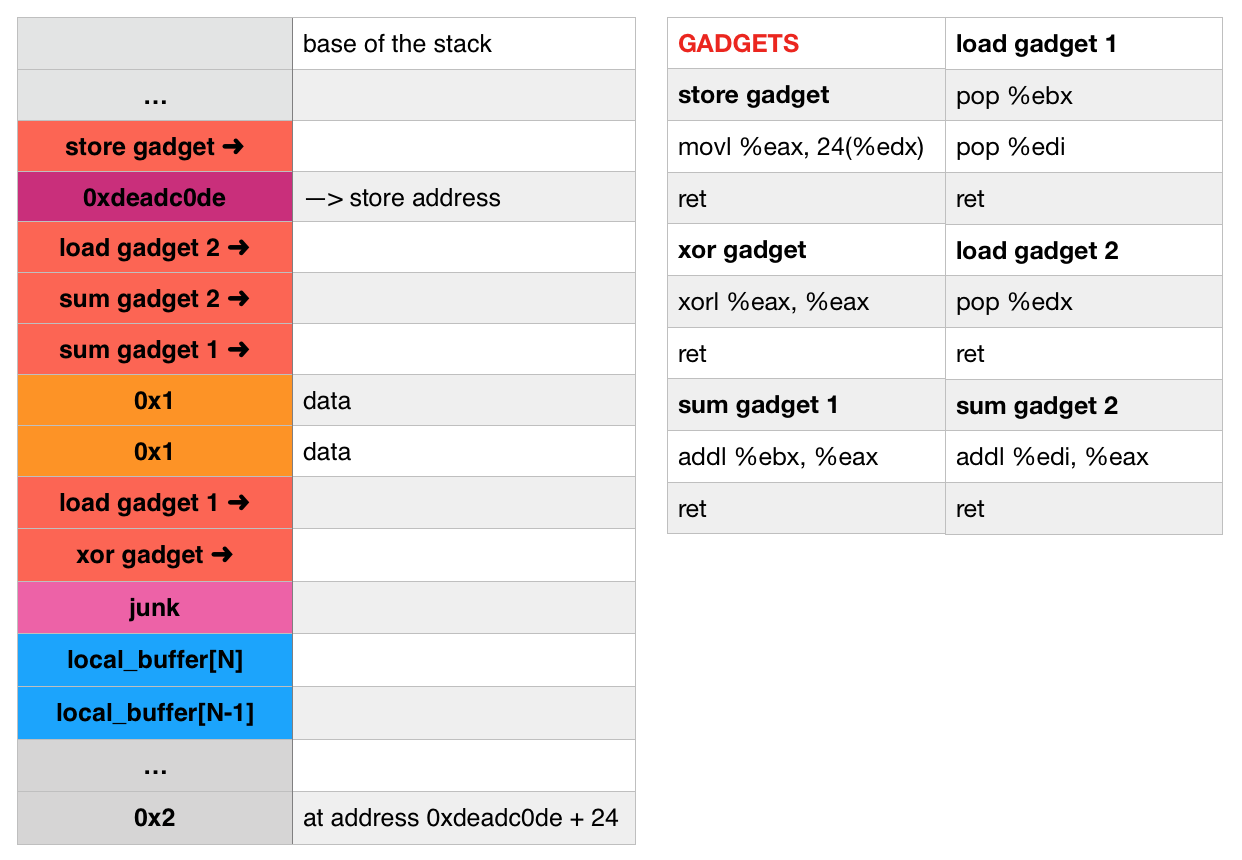 base of the stack
...
store gadget ➜
0xdeadc0de —> store address
load gadget 2 ➜
sum gadget 2 ➜
sum gadget 1 ➜
0x1 data
0x1 data
load gadget 1 ➜
xor gadget ➜
junk
local_buffer[N]
local_buffer[N-1]
...
0x2 at address 0xdeadc0de + 24
GADGETS load gadget 1
store gadget pop %ebx
movl %eax, 24(%edx) pop %edi
ret ret
xor gadget load gadget 2
xorl %eax, %eax pop %edx
ret ret
sum gadget 1 sum gadget 2
addl %ebx, %eax addl %edi, %eax
ret ret